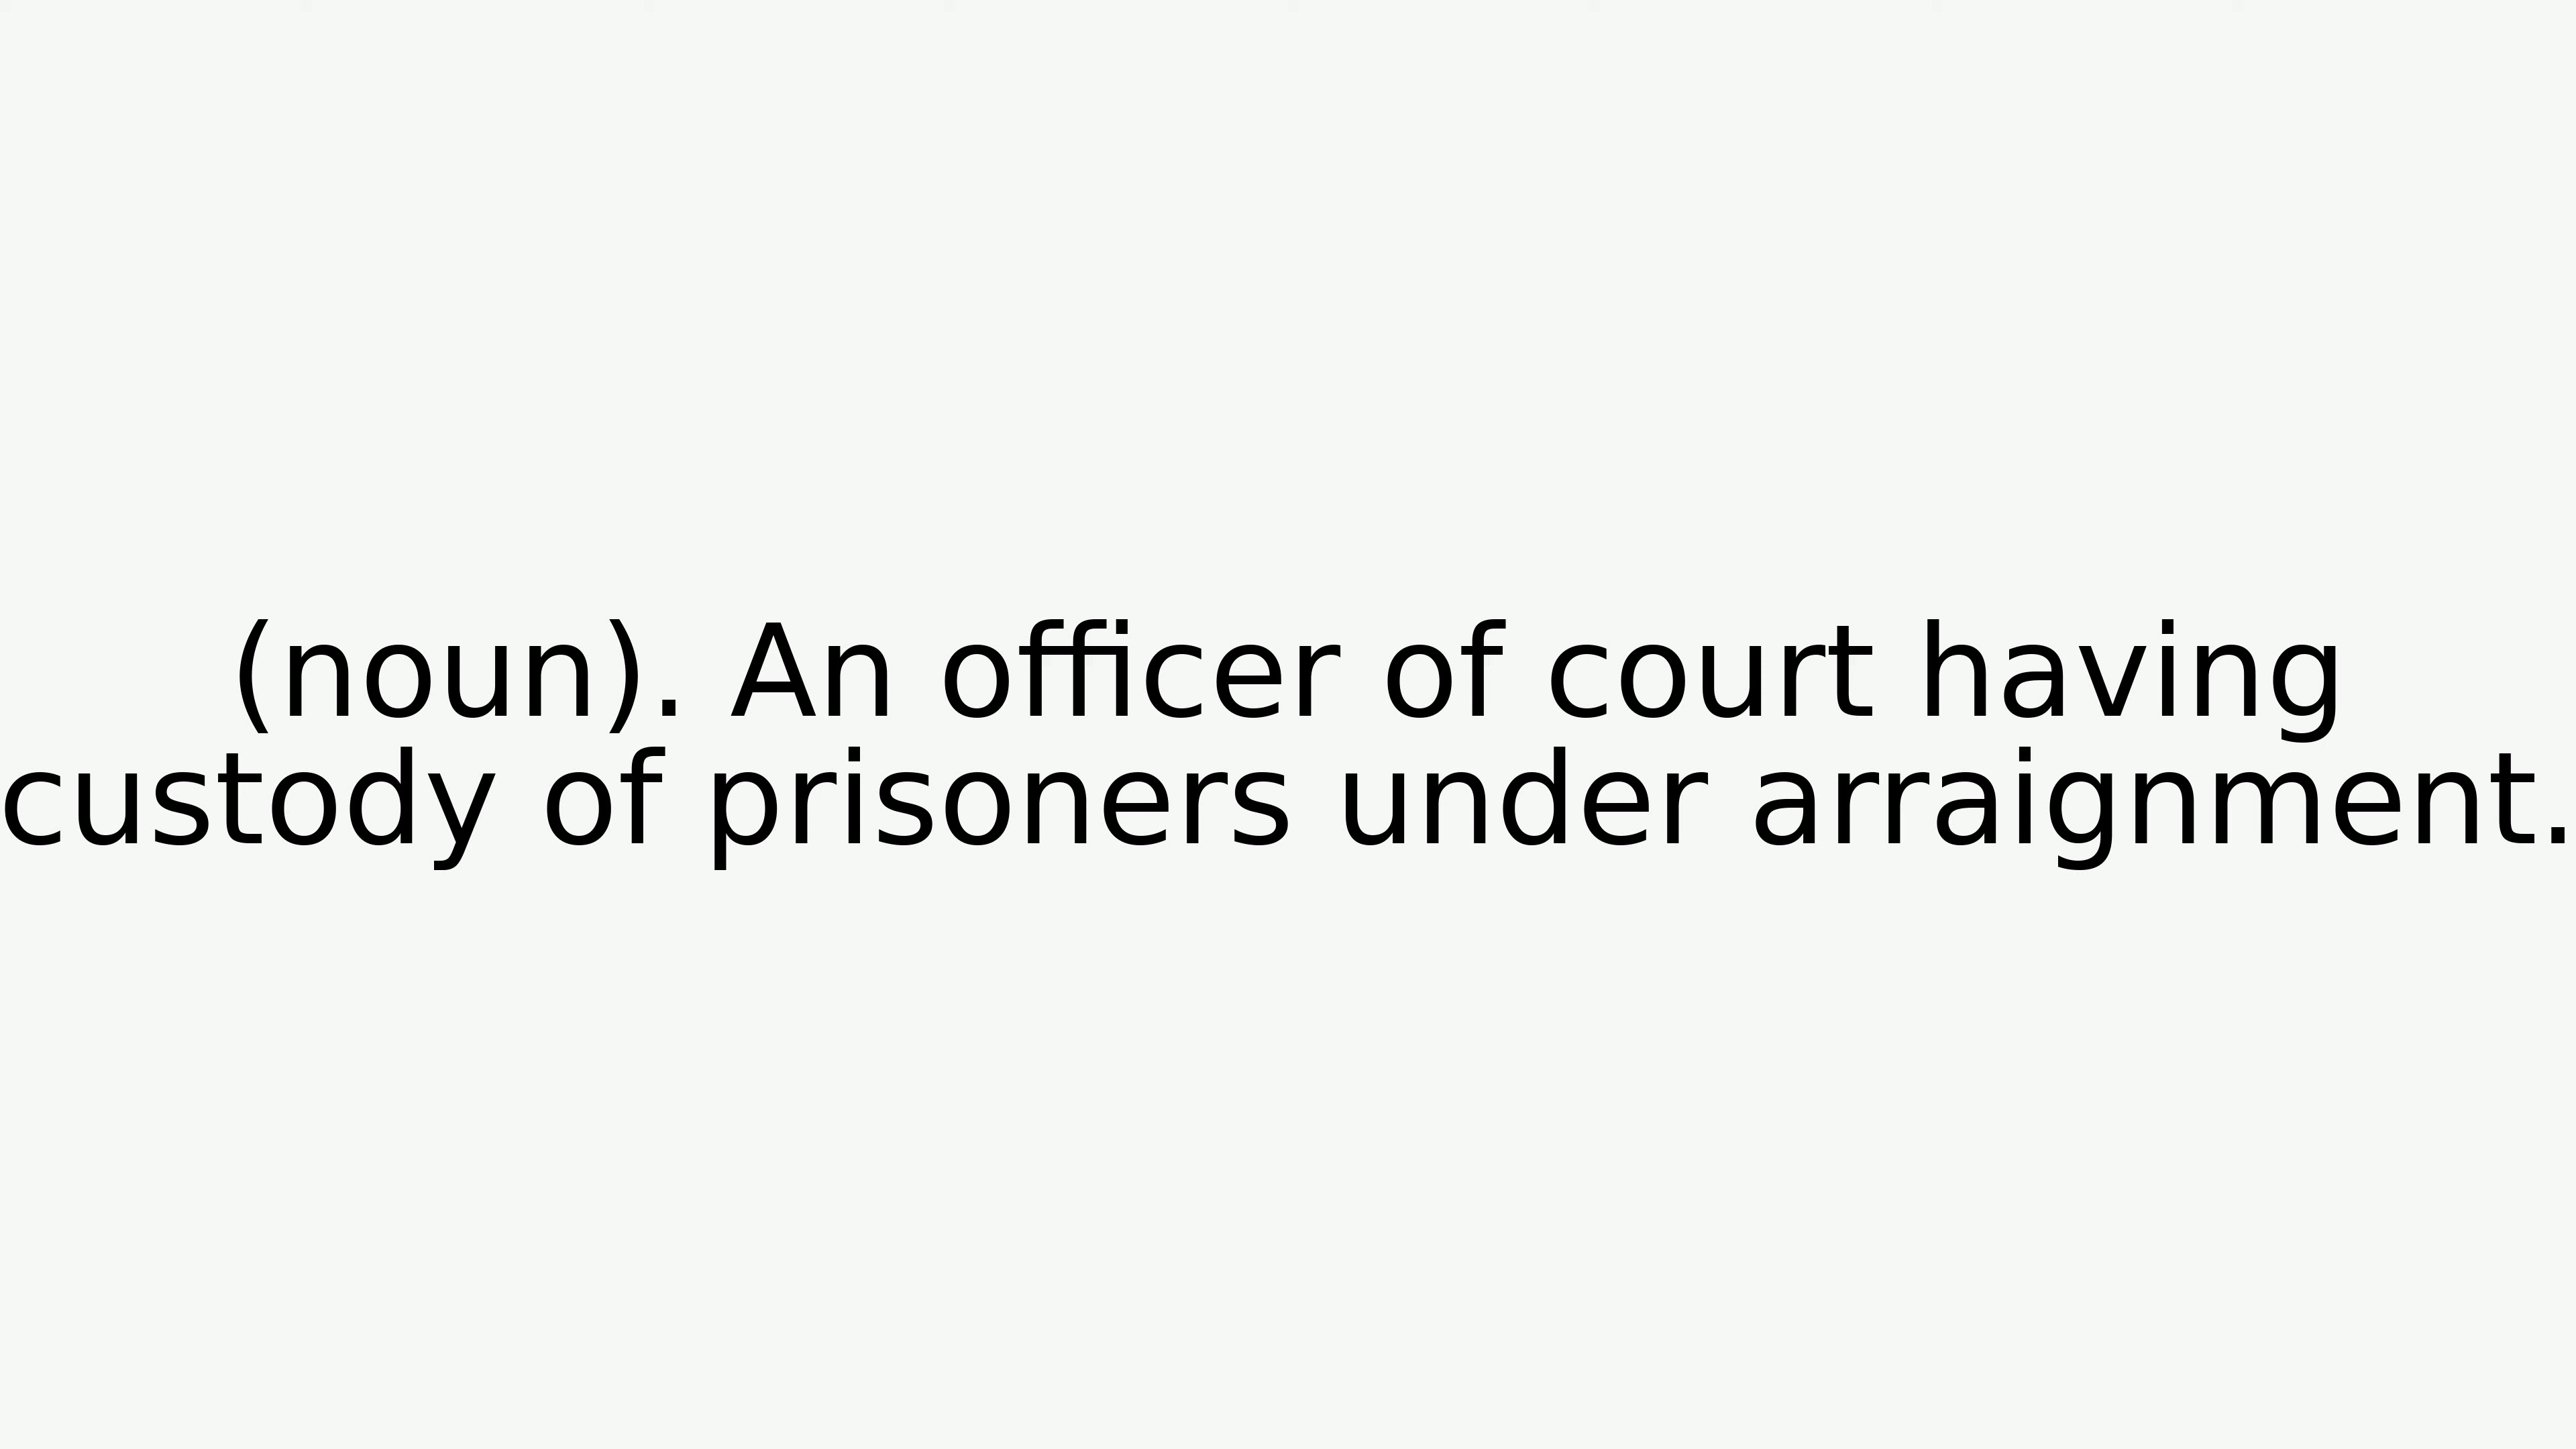 (noun). An officer of court having
custody of prisoners under arraignment.